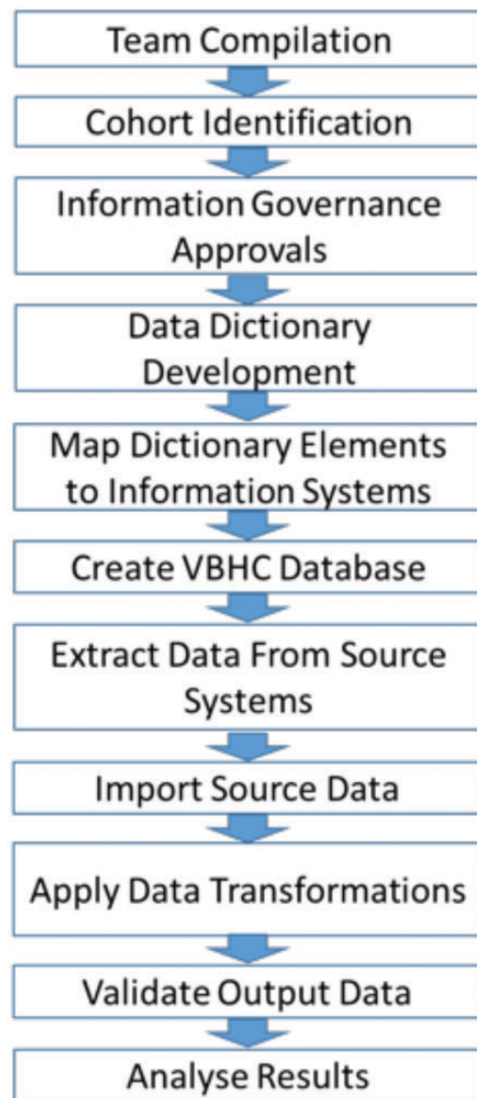 Team Compilation
Cohort Identification
Information Governance
Approvals
Data Dictionary
Development
Map Dictionary Elements
to Information Systems
Create VBHC Database
Extract Data From Source
Systems
Import Source Data
Apply Data Transformations
Validate Output Data
Analyse Results